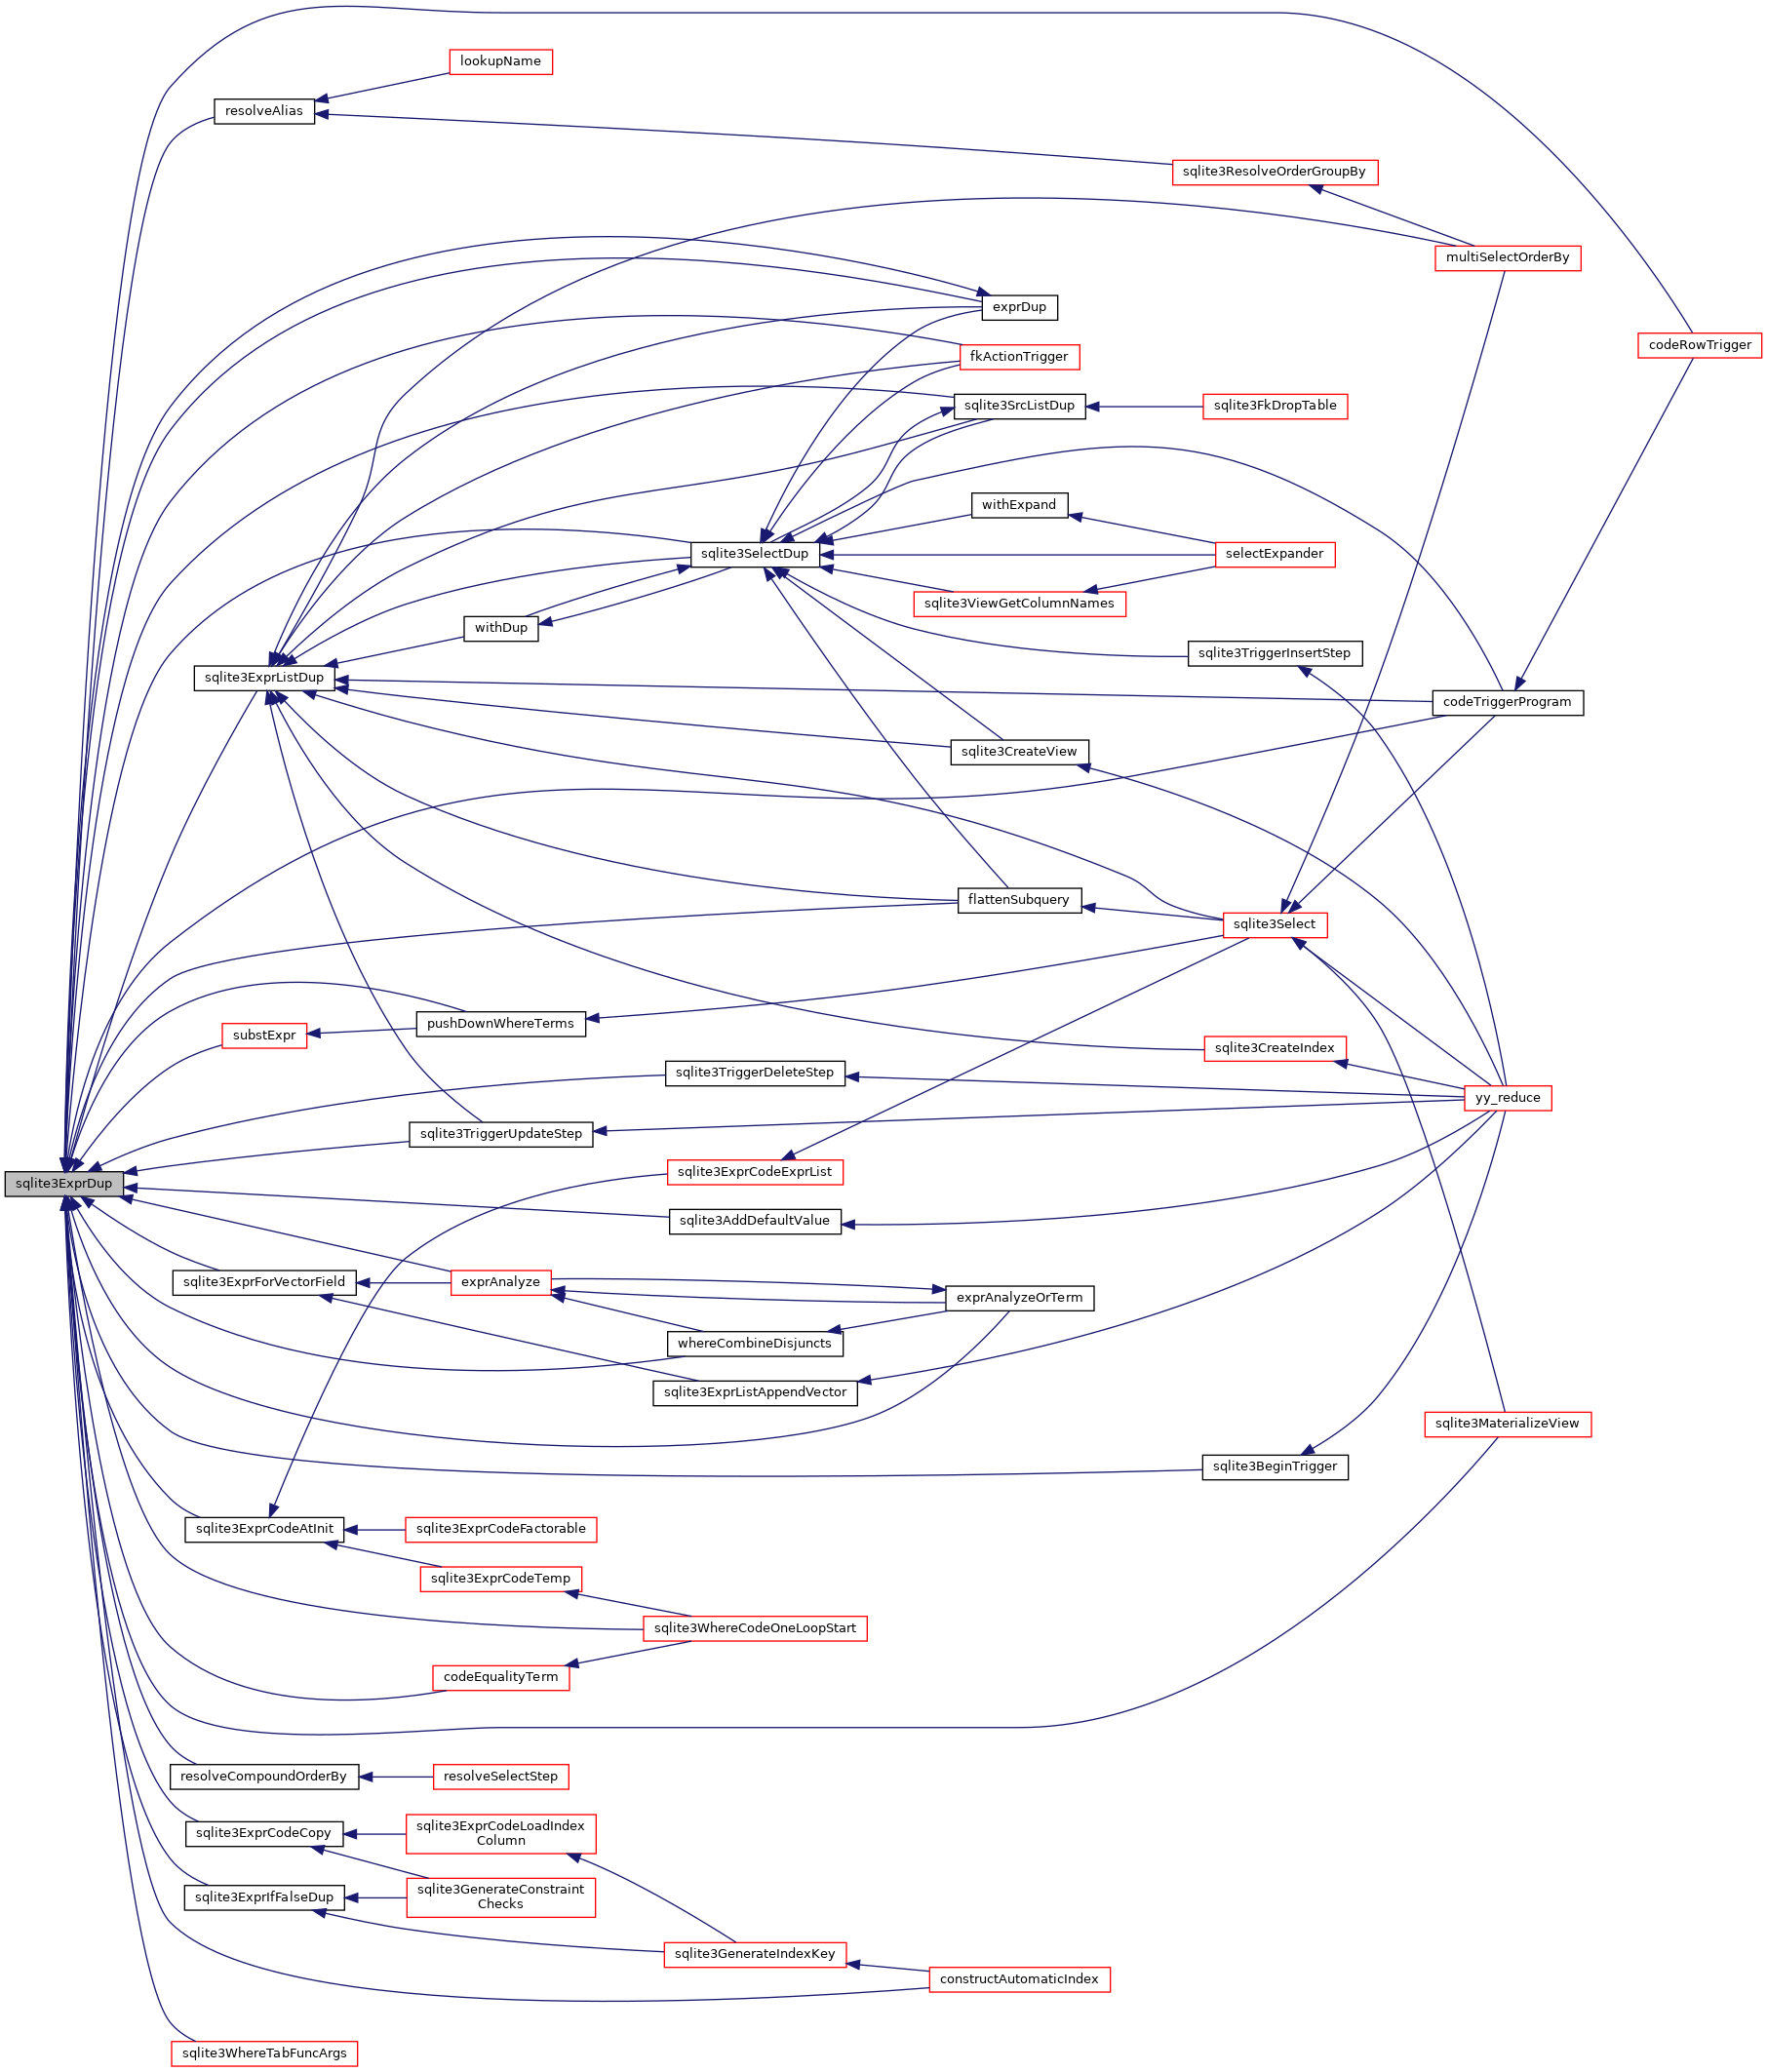 lookupName
resolveAlias
sqlite3ResolveOrderGroupBy
multiSelectOrderBy
exprDup
codeRowTrigger
fkActionTrigger
sqlite3SrcListDup
sqlite3FkDropTable
withExpand
sqlite3SelectDup
selectExpander
sqlite3ViewGetColumnNames
withDup
sqlite3TriggerInsertStep
sqlite3ExprListDup
codeTriggerProgram
sqlite3CreateView
flattenSubquery
sqlite3Select
pushDownWhereTerms
substExpr
sqlite3CreateIndex
sqlite3TriggerDeleteStep
yy_reduce
sqlite3TriggerUpdateStep
sqlite3ExprCodeExprList
sqlite3ExprDup
sqlite3AddDefaultValue
sqlite3ExprForVectorField
exprAnalyze
exprAnalyzeOrTerm
whereCombineDisjuncts
sqlite3ExprListAppendVector
sqlite3MaterializeView
sqlite3BeginTrigger
sqlite3ExprCodeAtInit
sqlite3ExprCodeFactorable
sqlite3ExprCodeTemp
sqlite3WhereCodeOneLoopStart
codeEqualityTerm
resolveCompoundOrderBy
resolveSelectStep
sqlite3ExprCodeCopy
sqlite3ExprCodeLoadIndex
Column
sqlite3ExprIfFalseDup
sqlite3GenerateConstraint
Checks
sqlite3GenerateIndexKey
constructAutomaticIndex
sqlite3WhereTabFuncArgs